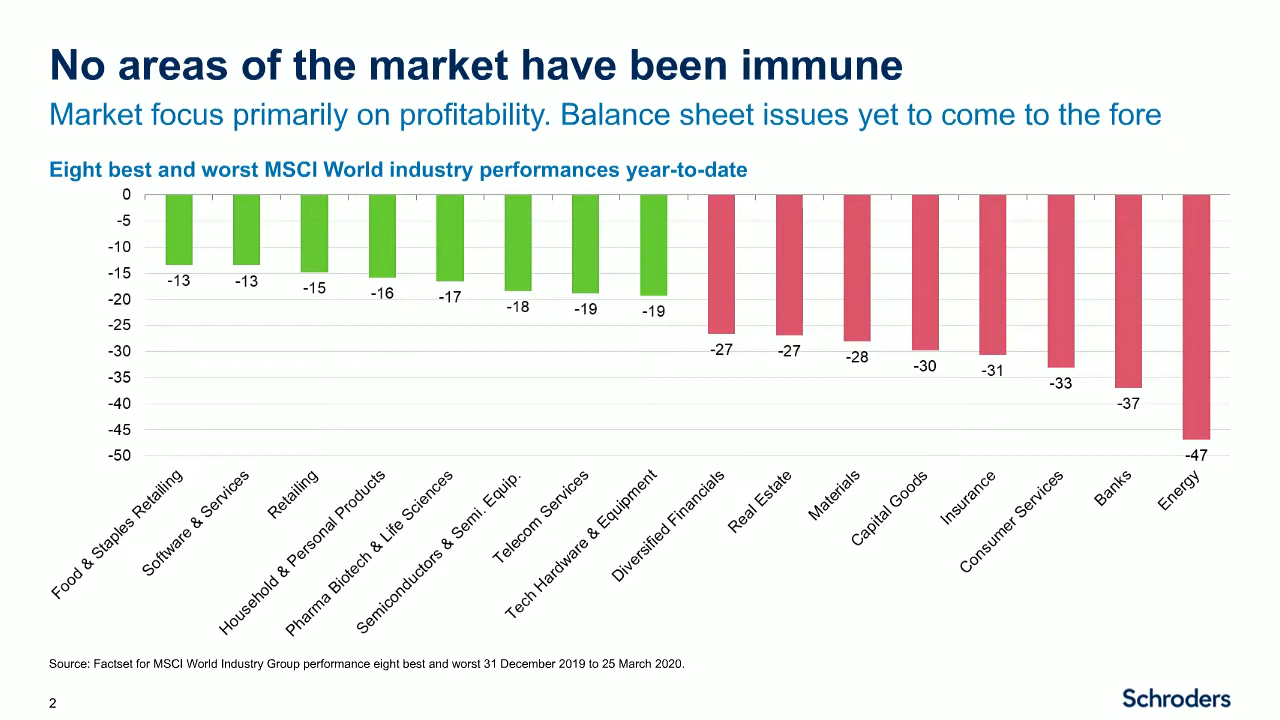 No areas of the market have been immune
Market focus primarily on profitability. Balance sheet issues yet to come to the fore
Eight best and worst MSCI World industry performances year-to-date
0
-5
-10
-15
-20
-25
-30
-35
-40
-45
-50
-13
-13
-15
-16
-17
-18
-19
-19
-27
-27
-28
-30
-31
-33
-37
-47
Food & Staples Retailing
Software & Services
Retailing
Household & Personal Products
Pharma Biotech & Life Sciences
Semiconductors & Semi. Equip.
Telecom Services
Tech Hardware & Equipment
Diversified Financials
Real Estate
Materials
Capital Goods
Insurance
Consumer Services
Banks
Energy
Source: Factset for MSCI World Industry Group performance eight best and worst 31 December 2019 to 25 March 2020.
2
Schroders